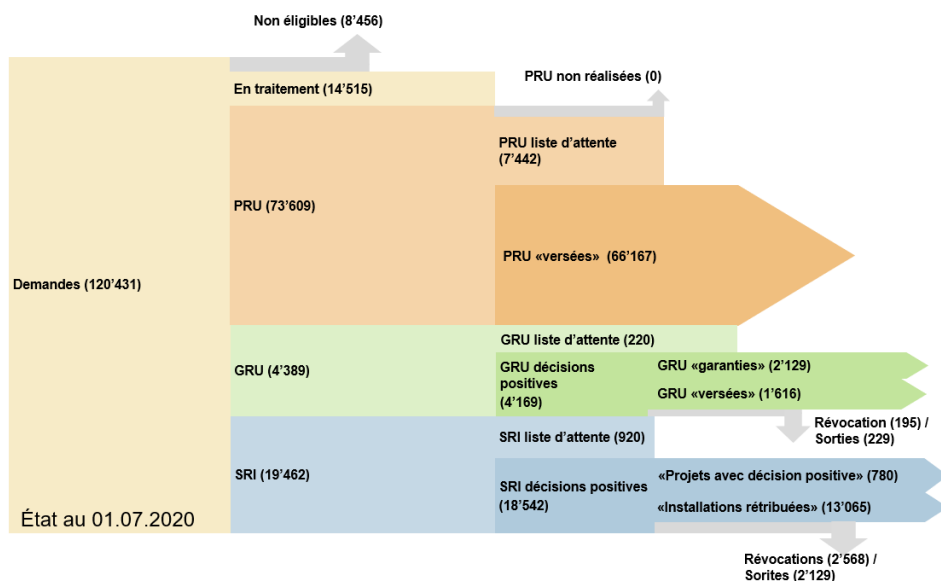 Non éligibles (8’456)
En traitement (14’515)
PRU non réalisées (0)
PRU liste d’attente
(7’442)
PRU (73’609)
PRU «versées» (66’167)
Demandes (120’431)
GRU liste d’attente (220)
GRU (4’389)
GRU décisions
positives
(4’169)
GRU «garanties» (2’129)
GRU «versées» (1’616)
Révocation (195) /
Sorties (229)
SRI liste d’attente (920)
SRI (19’462)
SRI décisions positives
(18’542)
«Projets avec décision positive» (780)
«Installations rétribuées» (13’065)
État au 01.07.2020
Révocations (2’568) /
Sorites (2’129)